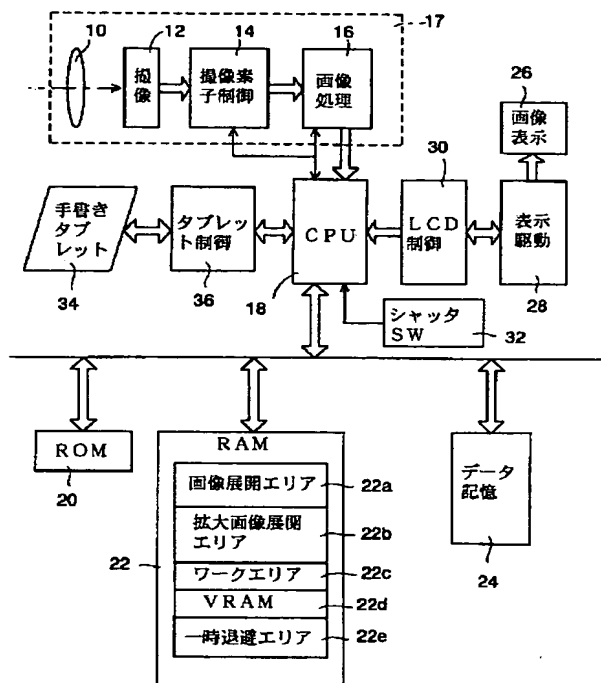 10
12
14
16
17
撮
像
撮像素
子制御
画像
処理
26
画像
表示
30
手書き
タブ
レット
タブレッ
ト制御
CPU
LCD
制御
表示
駆動
34
36
18
28
シャッタ
SW
32
ROM
20
RAM
22
画像展開エリア
22a
拡大画像展開
エリア
22b
ワークエリア
22c
VRAM
22d
一時退避エリア
22e
データ
記憶
24